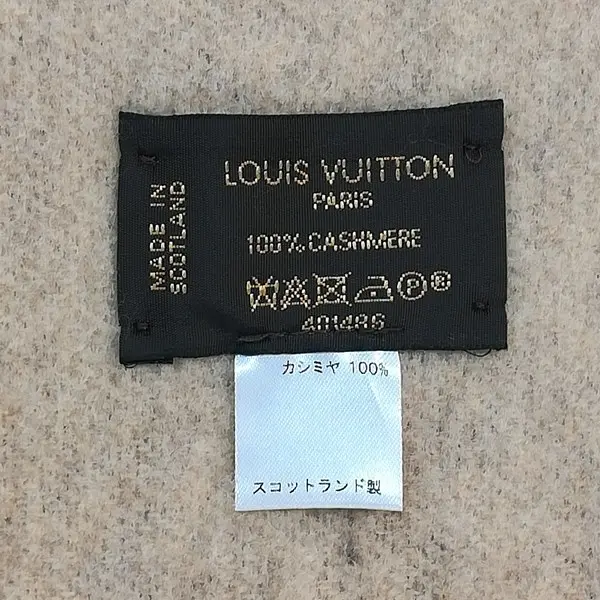 MADE IN
SCOTLAND
LOUIS VUITTON
PARIS
100% CASHMERE
401486
カシミヤ 100%
スコットランド製